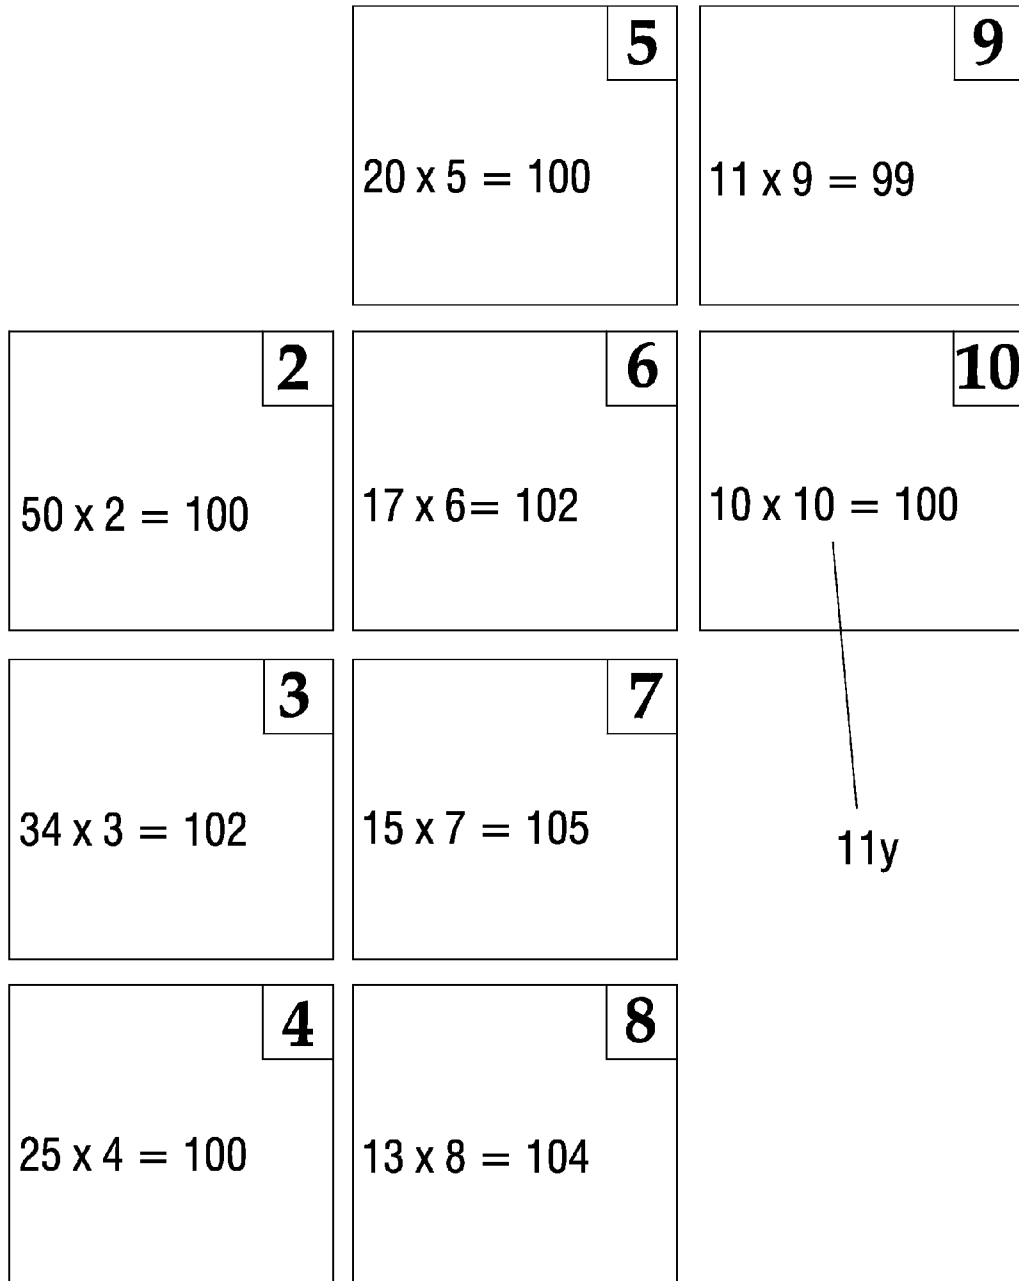 5
20 x 5 = 100
9
11 x 9 = 99
2
50 x 2 = 100
6
17 x 6= 102
10
10 x 10 = 100
3
34 x 3 = 102
7
15 x 7 = 105
11y
4
25 x 4 = 100
8
13 x 8 = 104